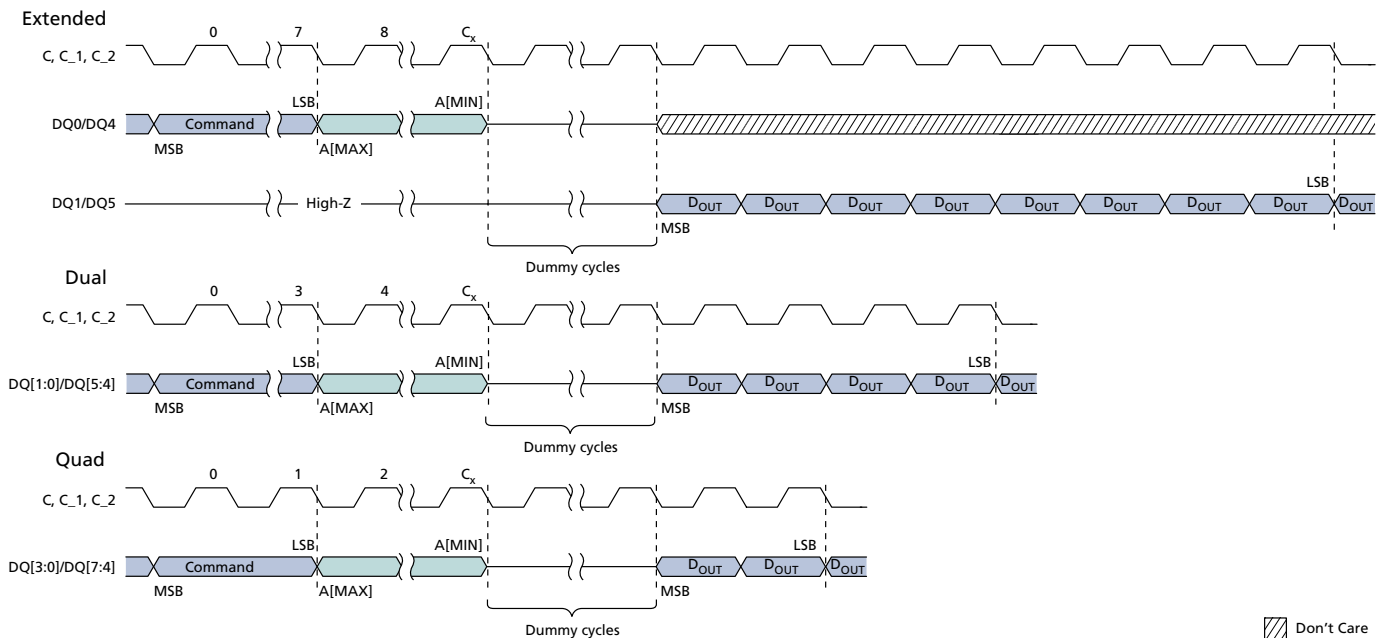 Extended
0 7 8 Cx
C, C_1, C_2
LSB A[MIN]
DQ0/DQ4 Command
MSB A[MAX]
LSB
DQ1/DQ5 High-Z DOUT DOUT DOUT DOUT DOUT DOUT DOUT DOUT DOUT
MSB
Dummy cycles
Dual
0 3 4 Cx
C, C_1, C_2
LSB A[MIN] LSB
DQ[1:0]/DQ[5:4] Command DOUT DOUT DOUT DOUT DOUT
MSB A[MAX] MSB
Dummy cycles
Quad
0 1 2 Cx
C, C_1, C_2
LSB A[MIN] LSB
DQ[3:0]/DQ[7:4] Command DOUT DOUT DOUT
MSB A[MAX] MSB
Dummy cycles
Don't Care